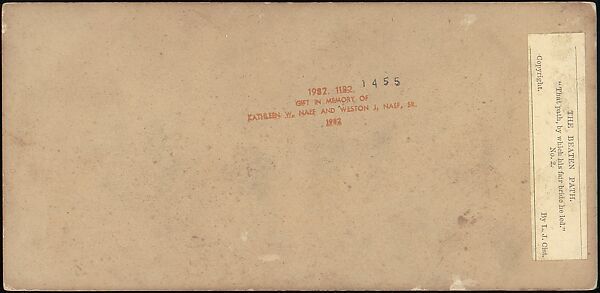 1982. 1182. 1455
GIFT IN MEMORY OF
KATHLEEN W. NAEF AND WESTON J. NAEF, SR.
1982
THE BEATEN PATH.
"That path, by which his fair bride he led."
No. 2.
Copyright. By L. J. Cist.